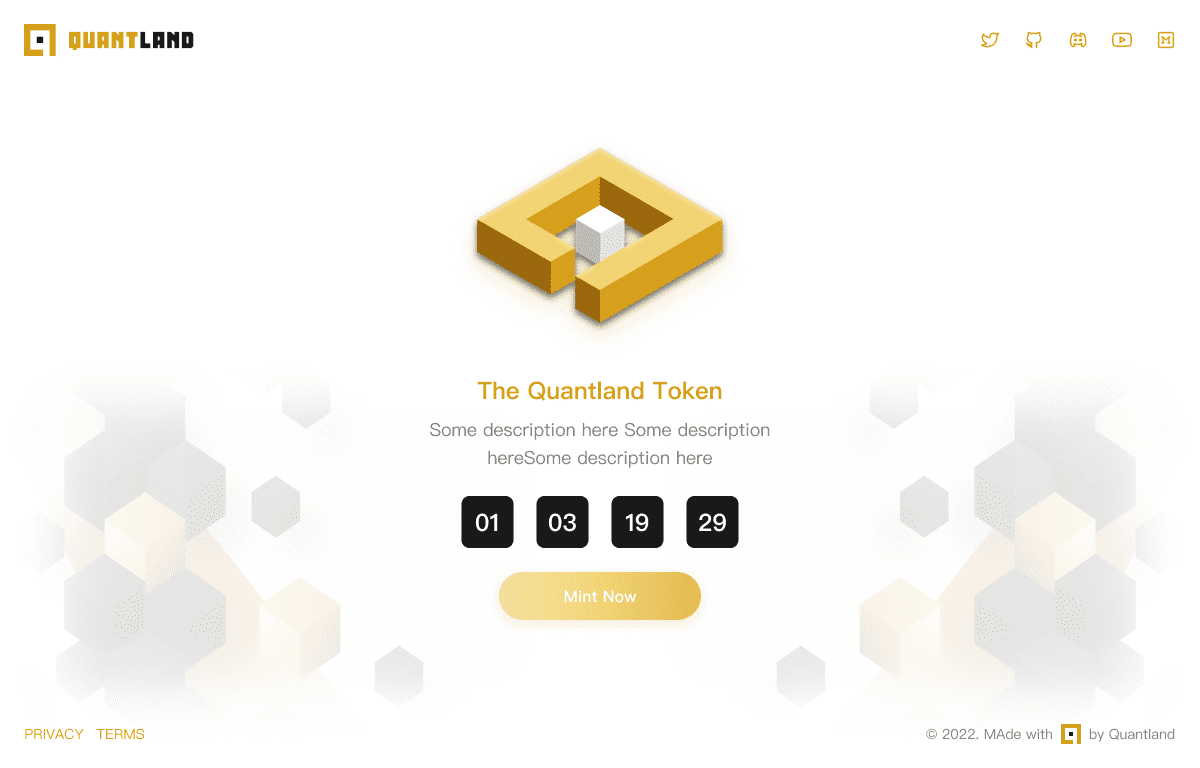 QUANTLAND
The Quantland Token
Some description here Some description
hereSome description here
01 03 19 29
Mint Now
PRIVACY TERMS
© 2022. MAde with by Quantland